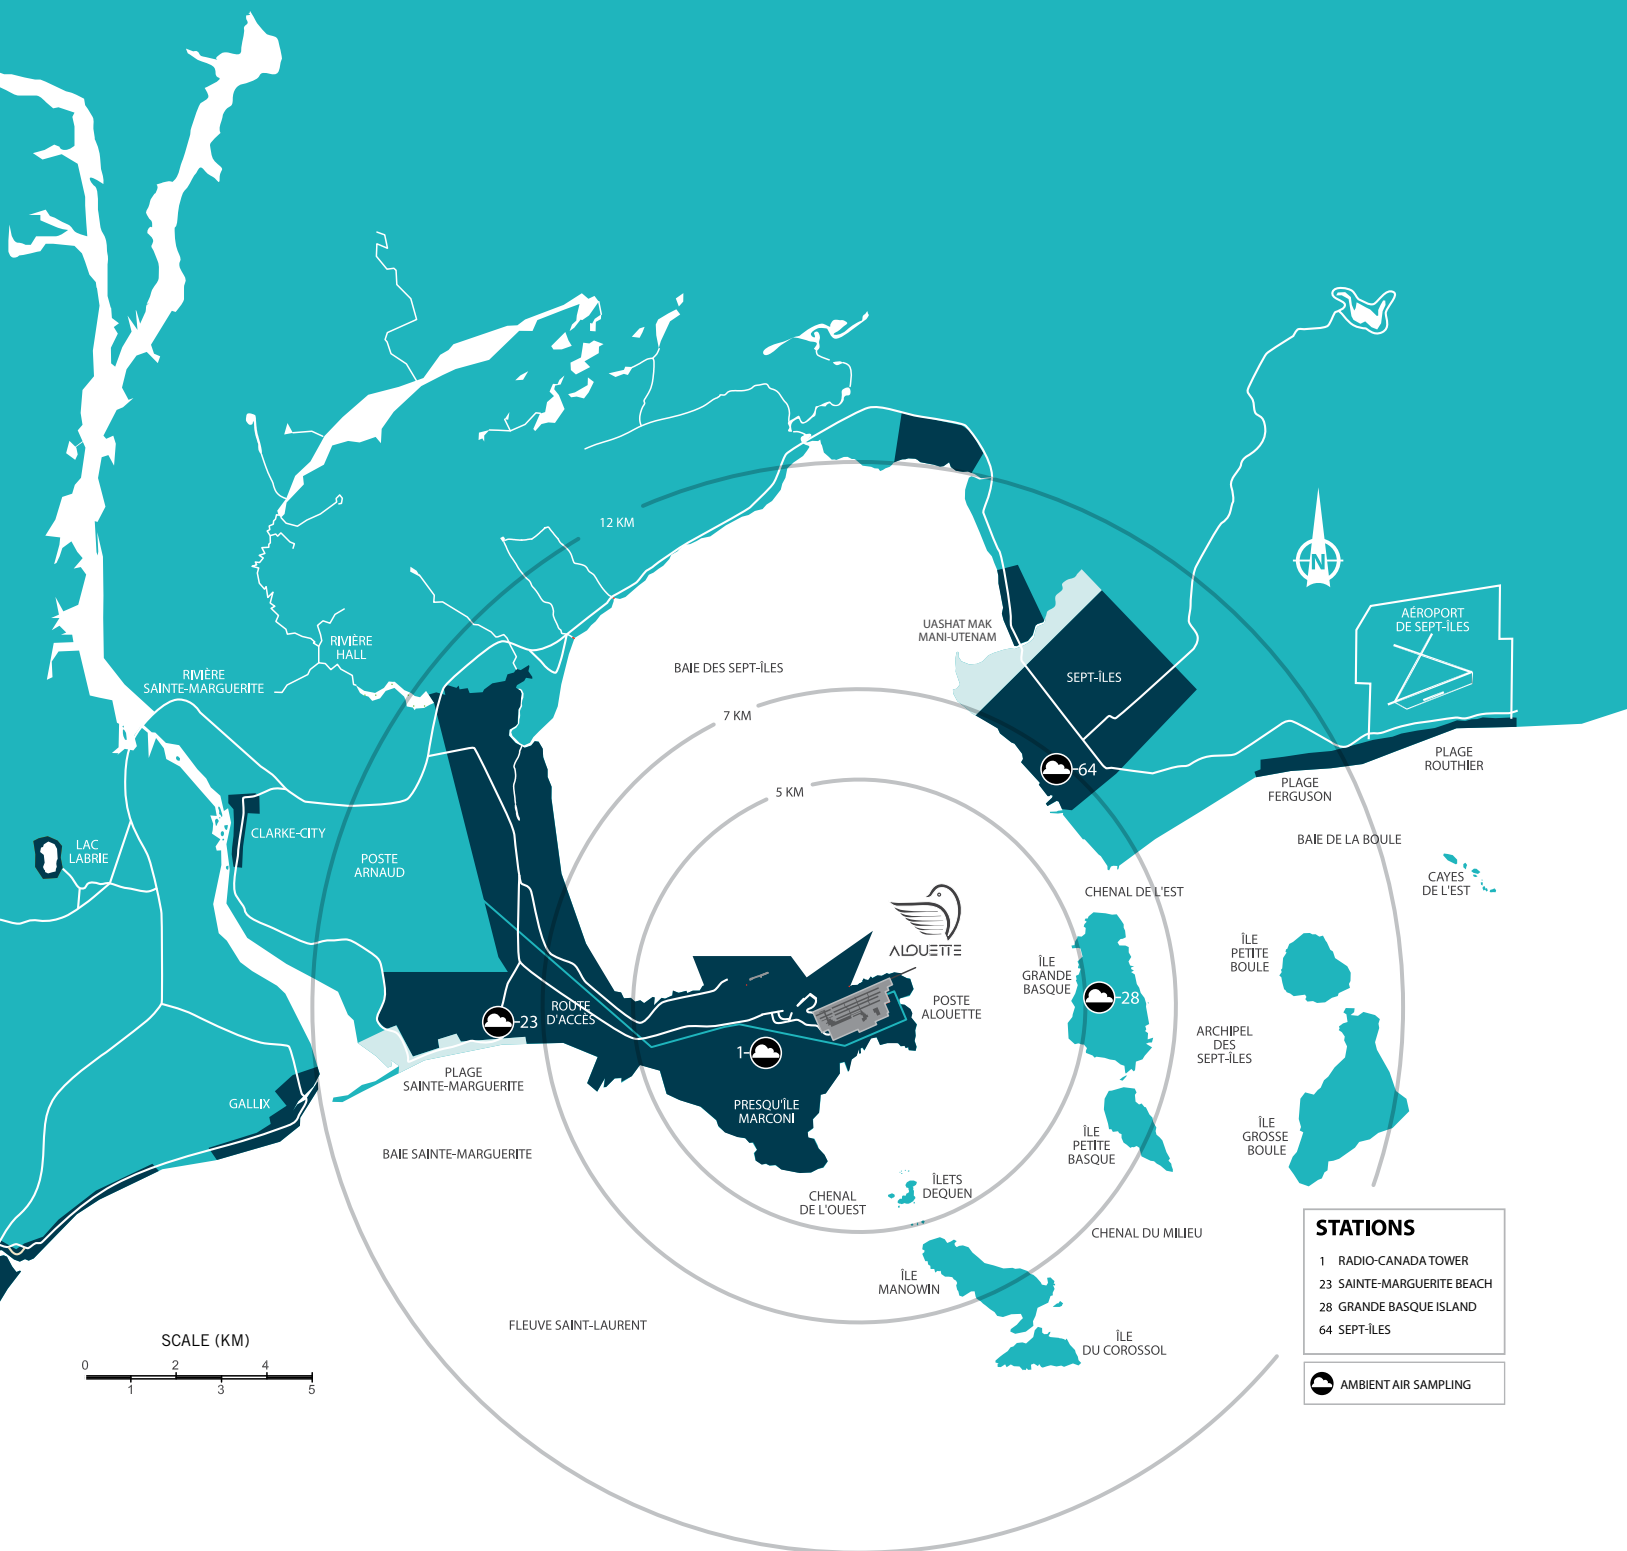 12 KM
UASHAT MAK
MANI-UTENAM
AÉROPORT
DE SEPT-ÎLES
N
RIVIÈRE
HALL
RIVIÈRE
SAINTE-MARGUERITE
BAIE DES SEPT-ÎLES
SEPT-ÎLES
7 KM
5 KM
64
PLAGE
ROUTHIER
PLAGE
FERGUSON
BAIE DE LA BOULE
CAYES
DE L'EST
CLARKE-CITY
LAC
LABRIE
POSTE
ARNAUD
CHENAL DE L'EST
ALOUETTE
ÎLE
GRANDE
BASQUE
28
ÎLE
PETITE
BOULE
POSTE
ALOUETTE
ROUTE
D'ACCÈS
23
1
ARCHIPEL
DES
SEPT-ÎLES
PLAGE
SAINTE-MARGUERITE
GALLIX
PRESQU'ÎLE
MARCONI
ÎLE
PETITE
BASQUE
ÎLE
GROSSE
BOULE
BAIE SAINTE-MARGUERITE
CHENAL
DE L'OUEST
ÎLETS
DEQUEN
CHENAL DU MILIEU
ÎLE
MANOWIN
FLEUVE SAINT-LAURENT
ÎLE
DU COROSSOL
SCALE (KM)
0 2 4
1 3 5
STATIONS
1 RADIO-CANADA TOWER
23 SAINTE-MARGUERITE BEACH
28 GRANDE BASQUE ISLAND
64 SEPT-ÎLES
AMBIENT AIR SAMPLING